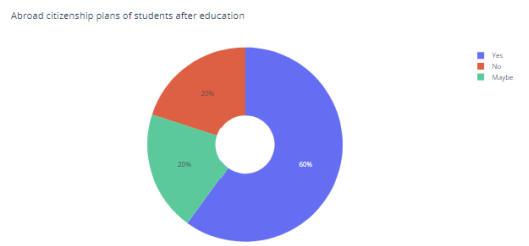 Abroad citizenship plans of students after education
Yes
No
Maybe
20%
20%
60%